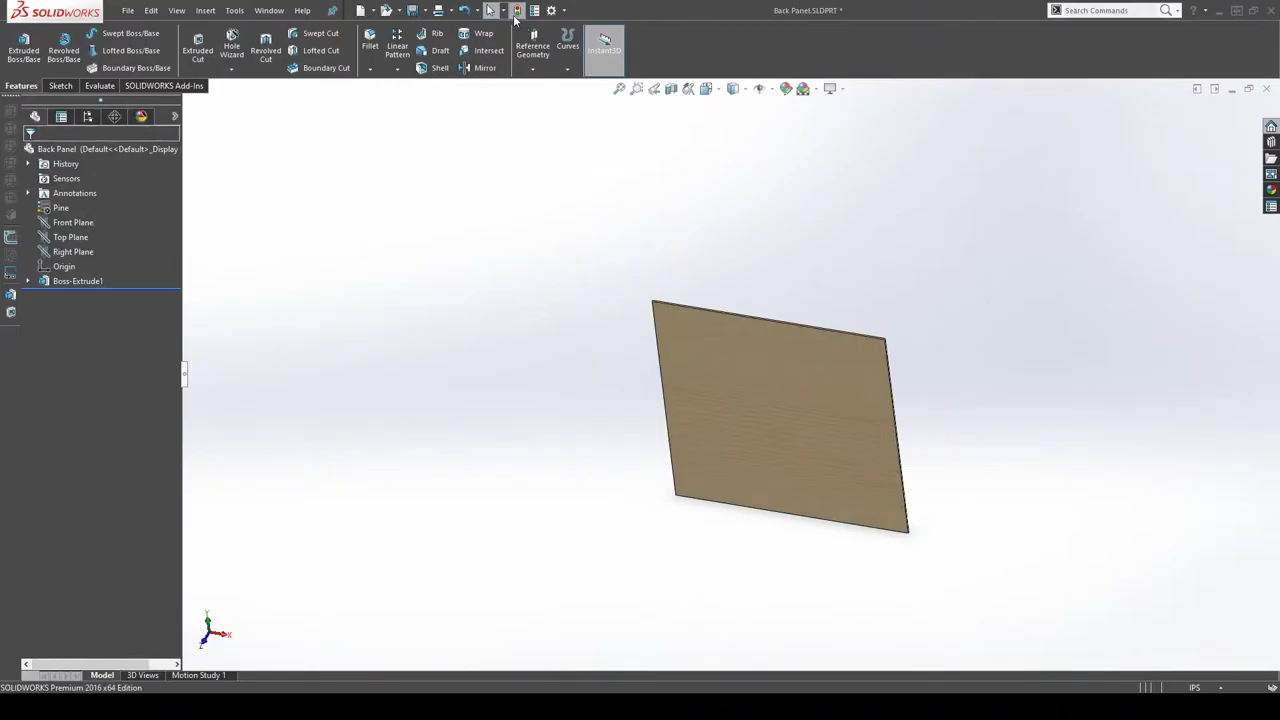 SOLIDWORKS
File Edit View Insert Tools Window Help
Back Panel.SLDPRT *
Search Commands
Extruded Boss/Base
Revolved Boss/Base
Swept Boss/Base
Lofted Boss/Base
Boundary Boss/Base
Extruded Cut
Hole Wizard
Revolved Cut
Swept Cut
Lofted Cut
Boundary Cut
Fillet
Linear Pattern
Rib
Draft
Shell
Wrap
Intersect
Mirror
Reference Geometry
Curves
Instant3D
Features Sketch Evaluate SOLIDWORKS Add-Ins
Back Panel (Default<<Default>_Display
History
Sensors
Annotations
Pine
Front Plane
Top Plane
Right Plane
Origin
Boss-Extrude1
Y
X
Z
Model 3D Views Motion Study 1
SOLIDWORKS Premium 2016 x64 Edition
IPS